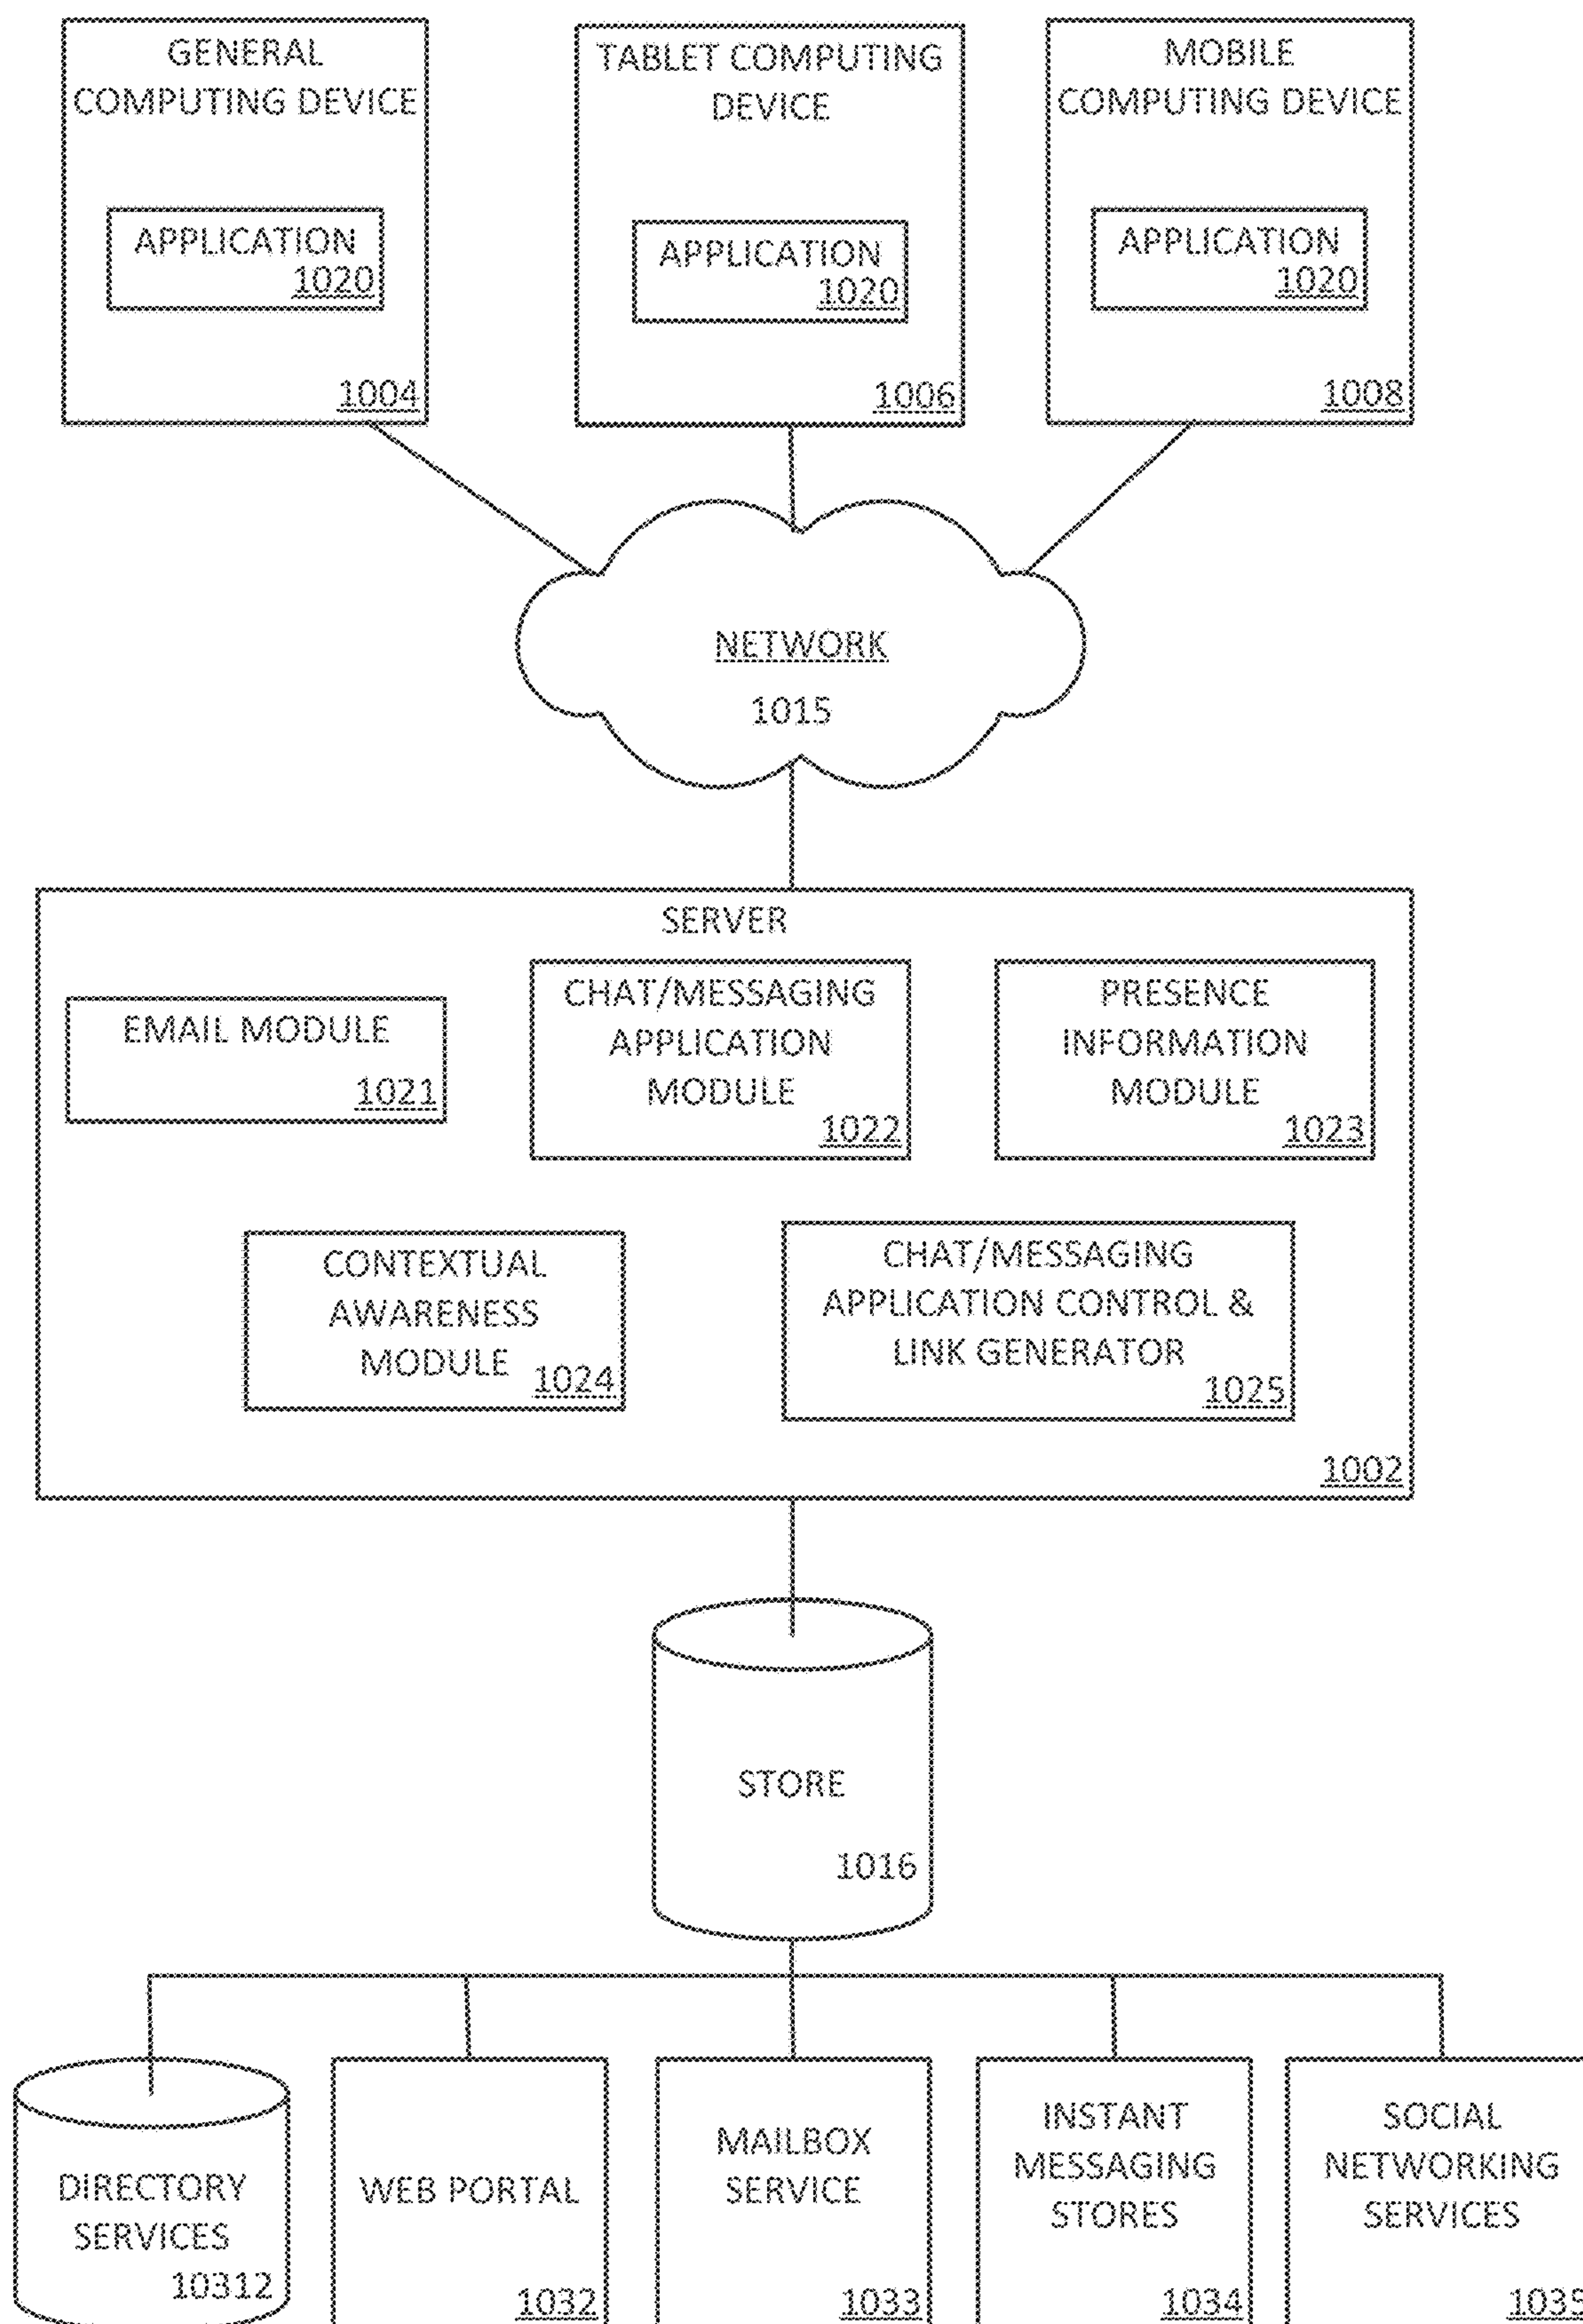 GENERAL
COMPUTING DEVICE
APPLICATION
1020
1004
TABLET COMPUTING
DEVICE
APPLICATION
1020
1006
MOBILE
COMPUTING DEVICE
APPLICATION
1020
1008
NETWORK
1015
SERVER
EMAIL MODULE
1021
CHAT/MESSAGING
APPLICATION
MODULE
1022
PRESENCE
INFORMATION
MODULE
1023
CONTEXTUAL
AWARENESS
MODULE
1024
CHAT/MESSAGING
APPLICATION CONTROL &
LINK GENERATOR
1025
1002
STORE
1016
DIRECTORY
SERVICES
10312
WEB PORTAL
1032
MAILBOX
SERVICE
1033
INSTANT
MESSAGING
STORES
1034
SOCIAL
NETWORKING
SERVICES
1035